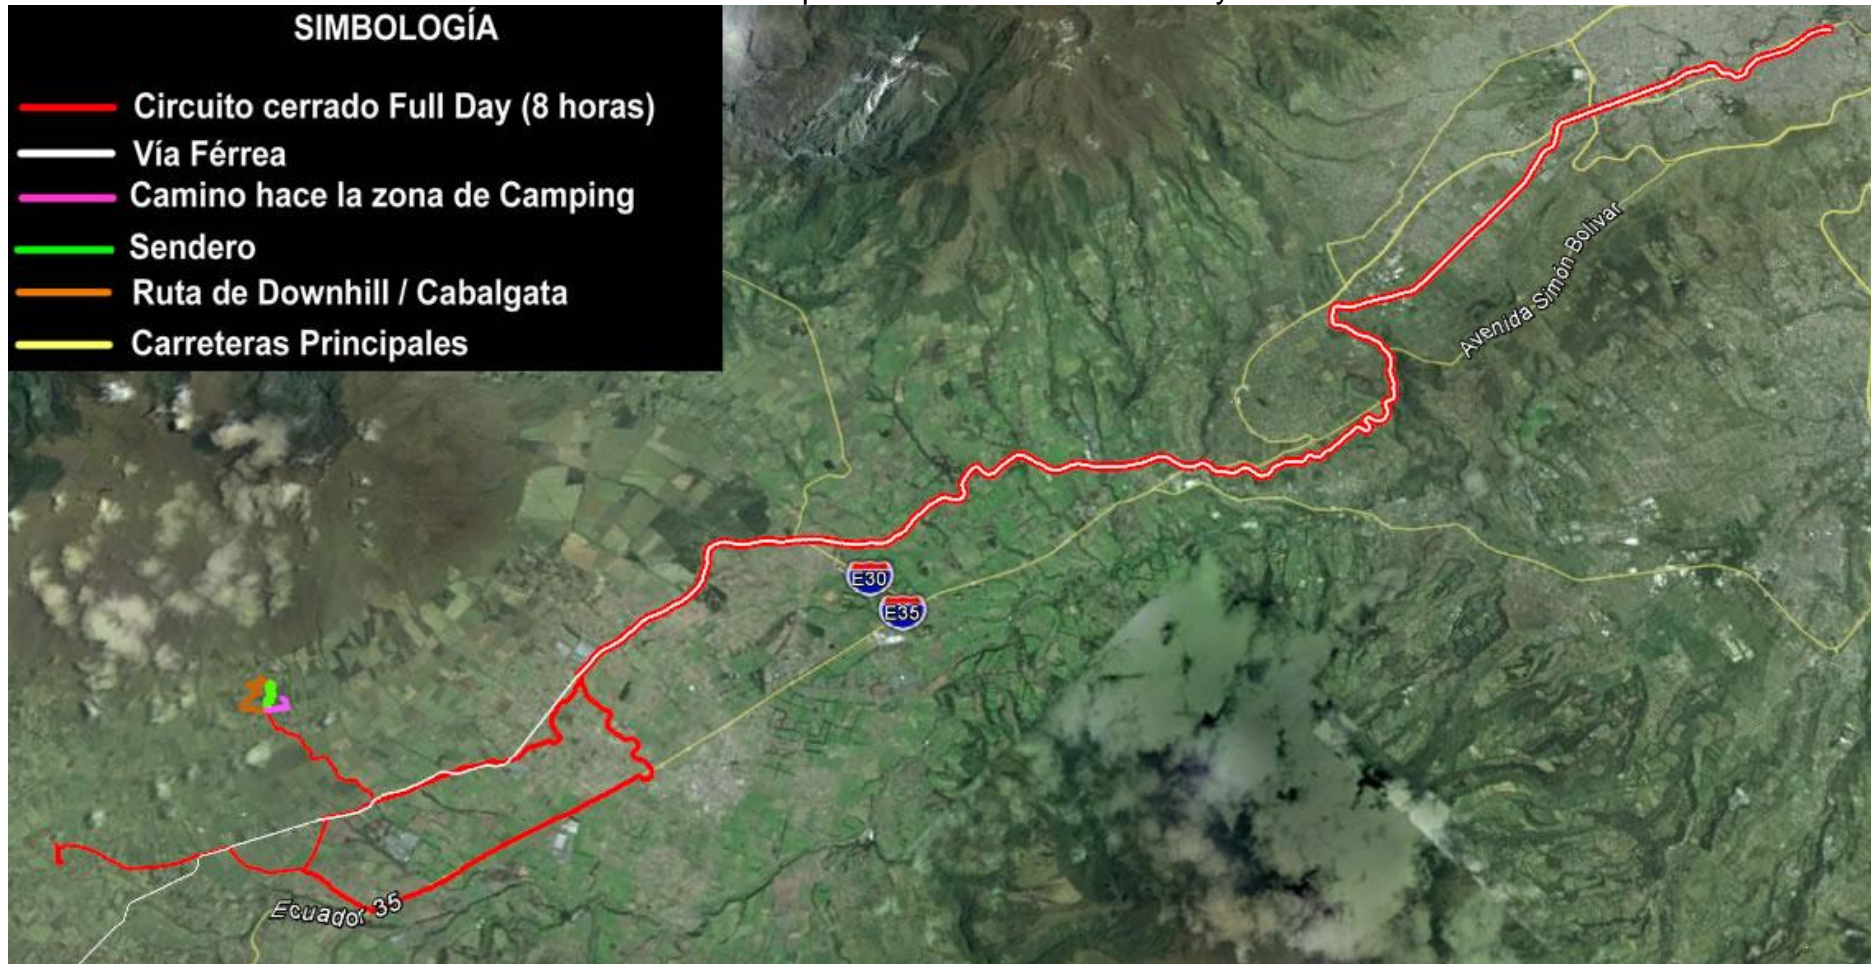 SIMBOLOGÍA
Circuito cerrado Full Day (8 horas)
Vía Férrea
Camino hace la zona de Camping
Sendero
Ruta de Downhill / Cabalgata
Carreteras Principales
Avenida Simón Bolivar
E30
E35
Ecuador 35